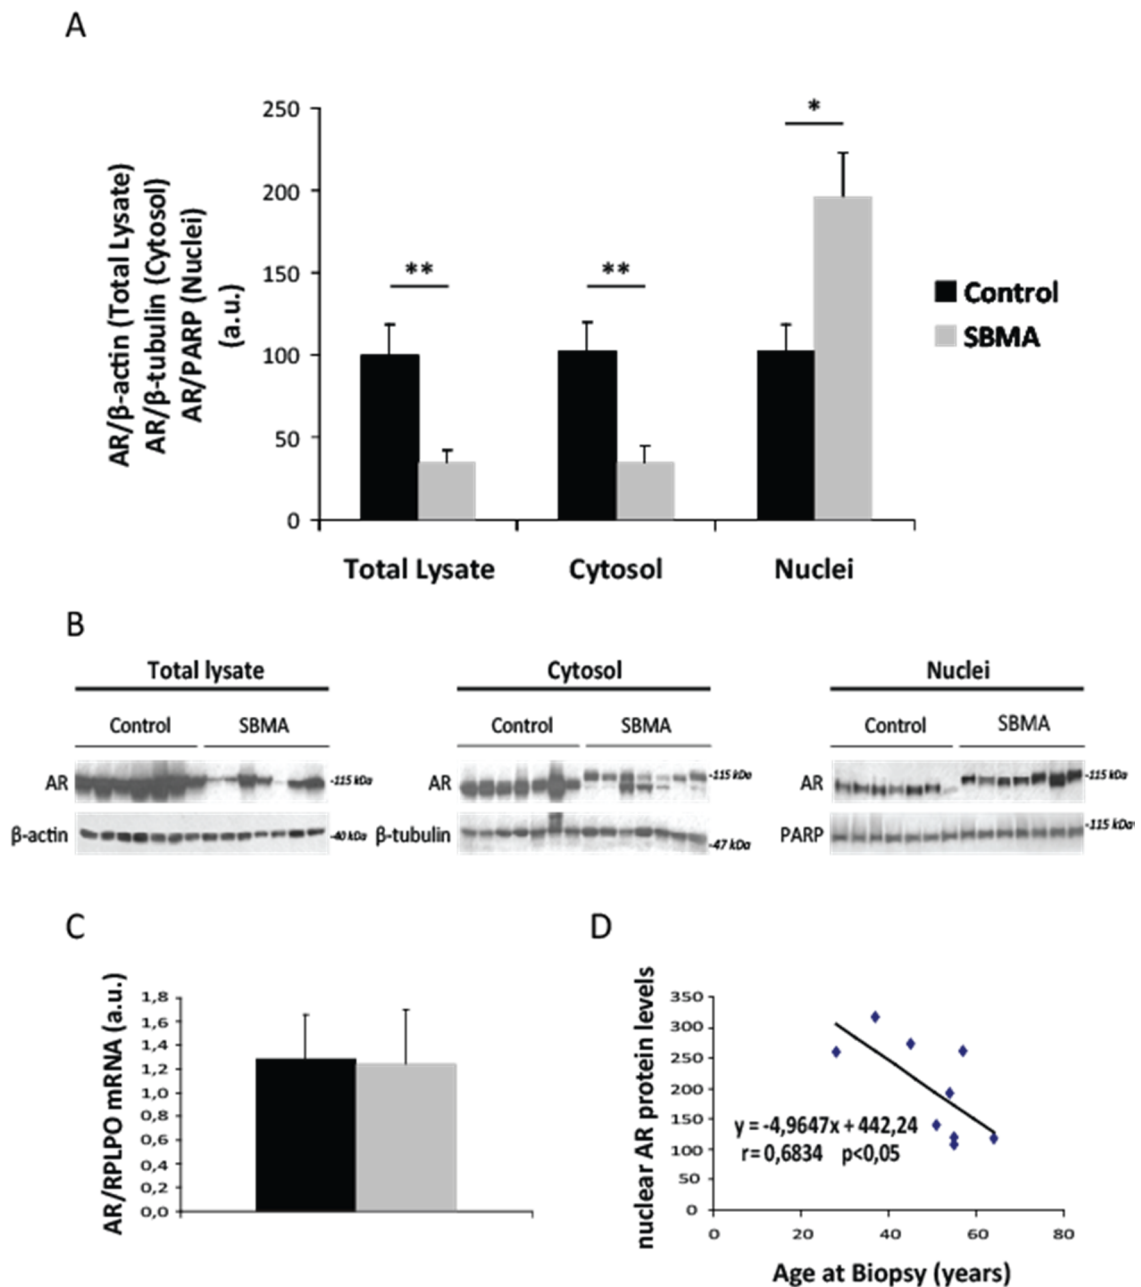 A
AR/β-actin (Total Lysate)
AR/β-tubulin (Cytosol)
AR/PARP (Nuclei)
(a.u.)
250
200
150
100
50
0
**
**
*
Control
SBMA
Total Lysate Cytosol Nuclei
B
Total lysate Cytosol Nuclei
Control SBMA Control SBMA Control SBMA
AR -115 kDa AR -115 kDa AR -115 kDa
β-actin -40 kDa β-tubulin -47 kDa PARP -115 kDa
C
AR/RPLPO mRNA (a.u.)
1,8
1,6
1,4
1,2
1,0
0,8
0,6
0,4
0,2
0,0
D
nuclear AR protein levels
350
300
250
200
150
100
50
0
y = -4,9647x + 442,24
r= 0,6834 p<0,05
0 20 40 60 80
Age at Biopsy (years)